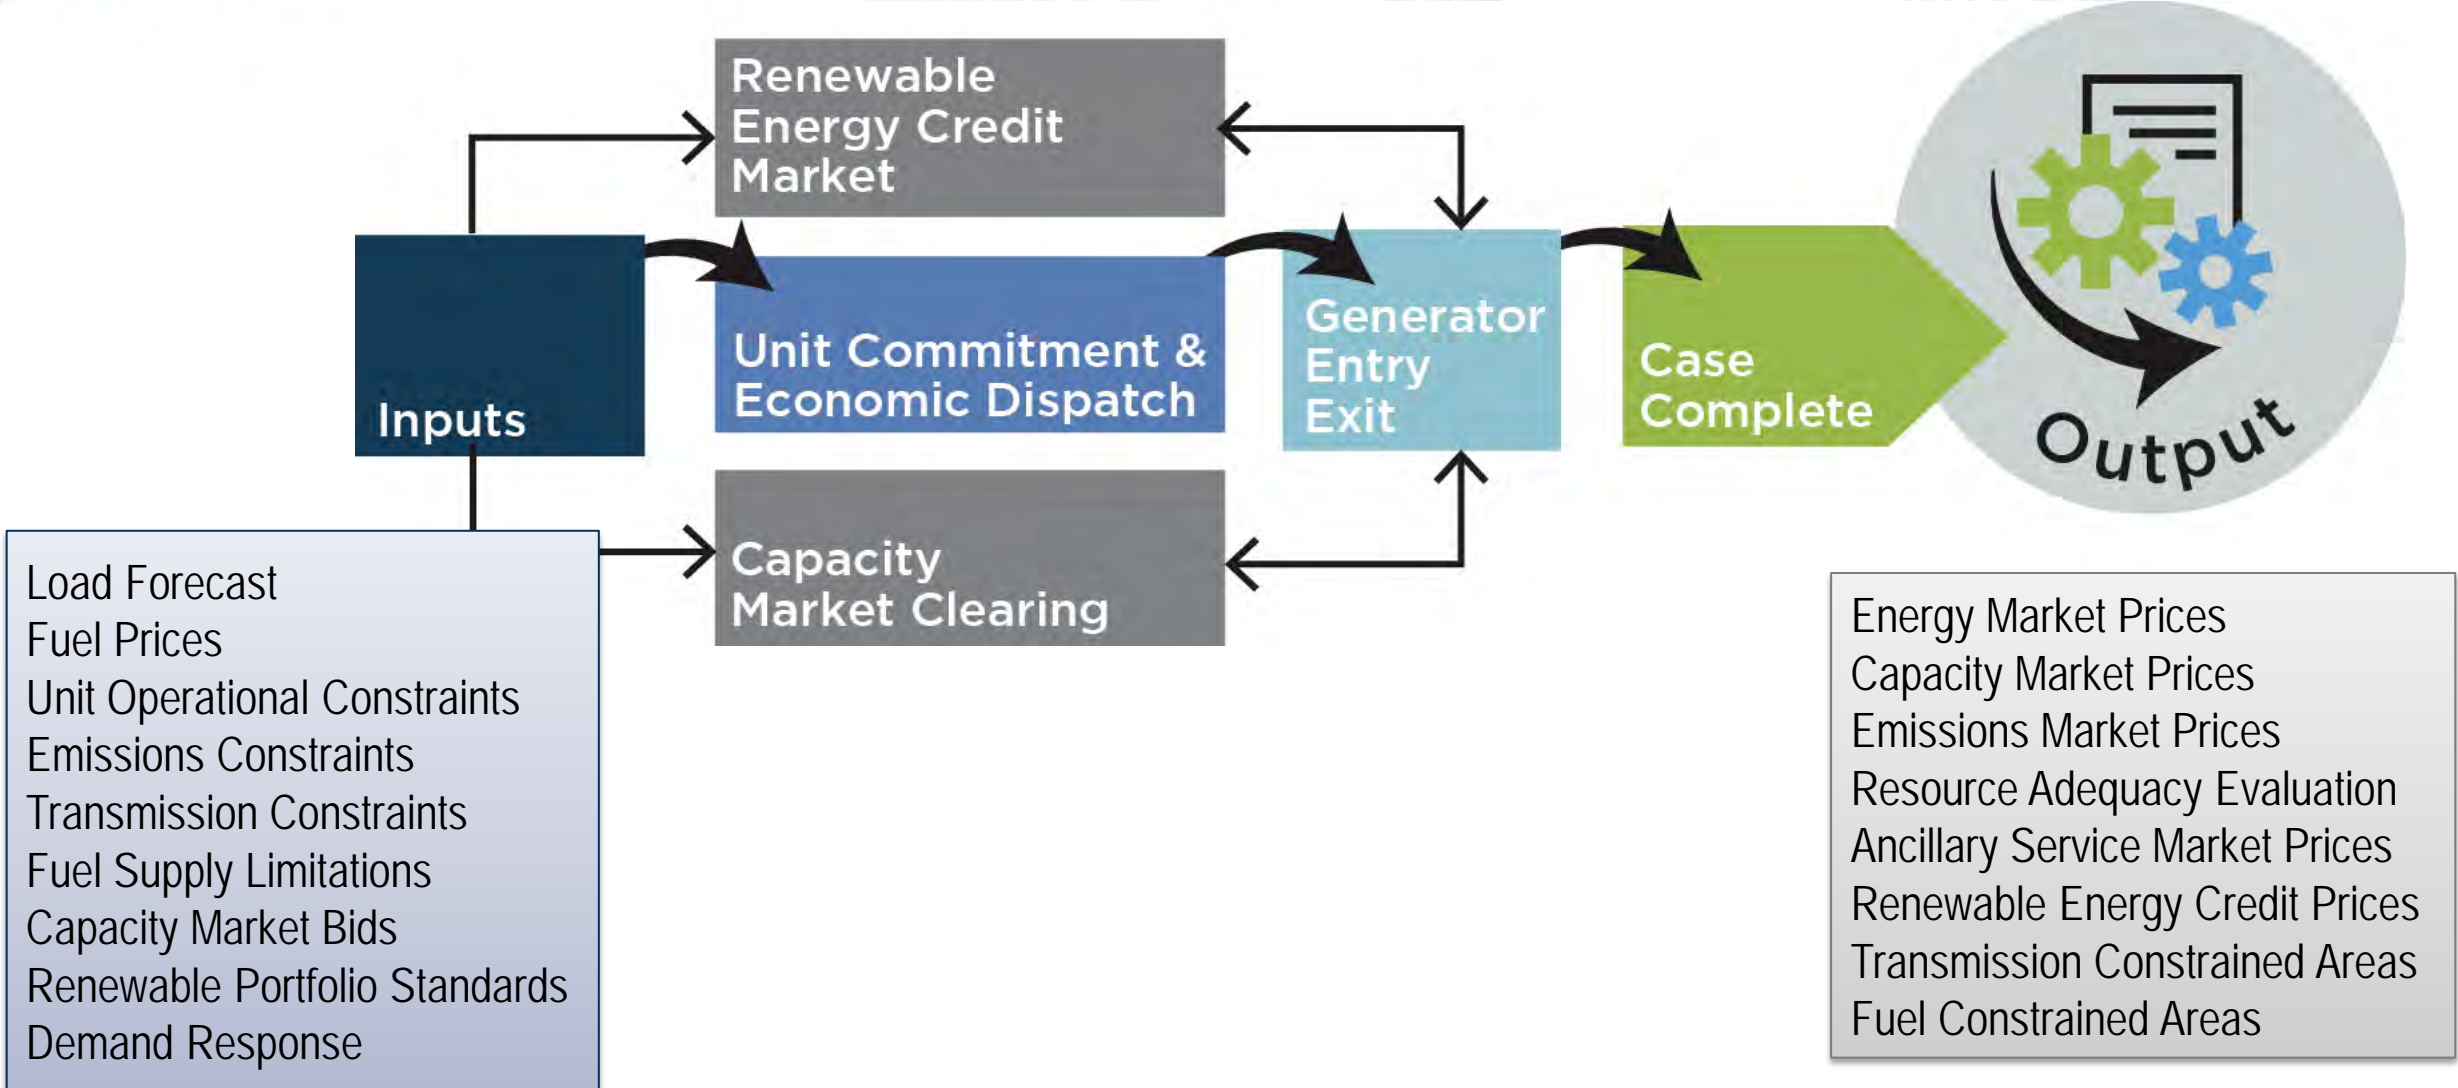 Renewable
Energy Credit
Market
Inputs
Unit Commitment &
Economic Dispatch
Generator
Entry
Exit
Case
Complete
Output
Capacity
Market Clearing
Load Forecast
Fuel Prices
Unit Operational Constraints
Emissions Constraints
Transmission Constraints
Fuel Supply Limitations
Capacity Market Bids
Renewable Portfolio Standards
Demand Response
Energy Market Prices
Capacity Market Prices
Emissions Market Prices
Resource Adequacy Evaluation
Ancillary Service Market Prices
Renewable Energy Credit Prices
Transmission Constrained Areas
Fuel Constrained Areas